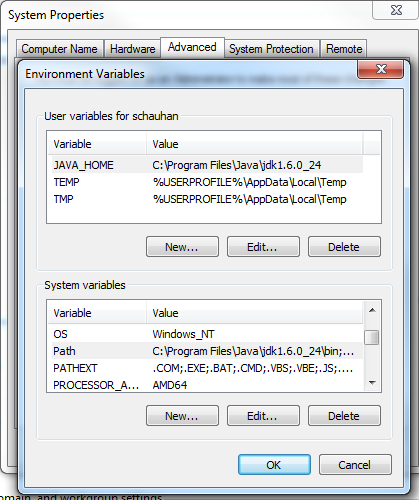 System Properties
Computer Name Hardware Advanced System Protection Remote
Environment Variables
User variables for schauhan
Variable Value
JAVA_HOME C:\Program Files\Java\jdk1.6.0_24
TEMP %USERPROFILE%\AppData\Local\Temp
TMP %USERPROFILE%\AppData\Local\Temp
New... Edit... Delete
System variables
Variable Value
OS Windows_NT
Path C:\Program Files\Java\jdk1.6.0_24\bin;...
PATHEXT .COM;.EXE;.BAT;.CMD;.VBS;.VBE;.JS;....
PROCESSOR_A... AMD64
New... Edit... Delete
OK Cancel
omain, and workgroup settings